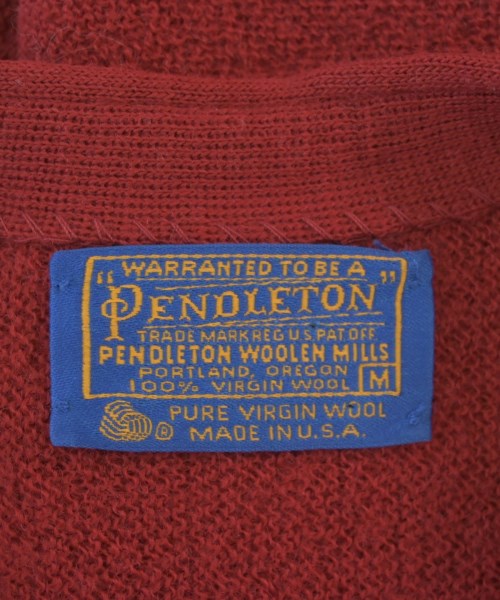 WARRANTED TO BE A
"PENDLETON"
TRADE MARK REG U.S. PAT OFF
PENDLETON WOOLEN MILLS
PORTLAND, OREGON
100% VIRGIN WOOL M
® PURE VIRGIN WOOL
MADE IN U.S.A.